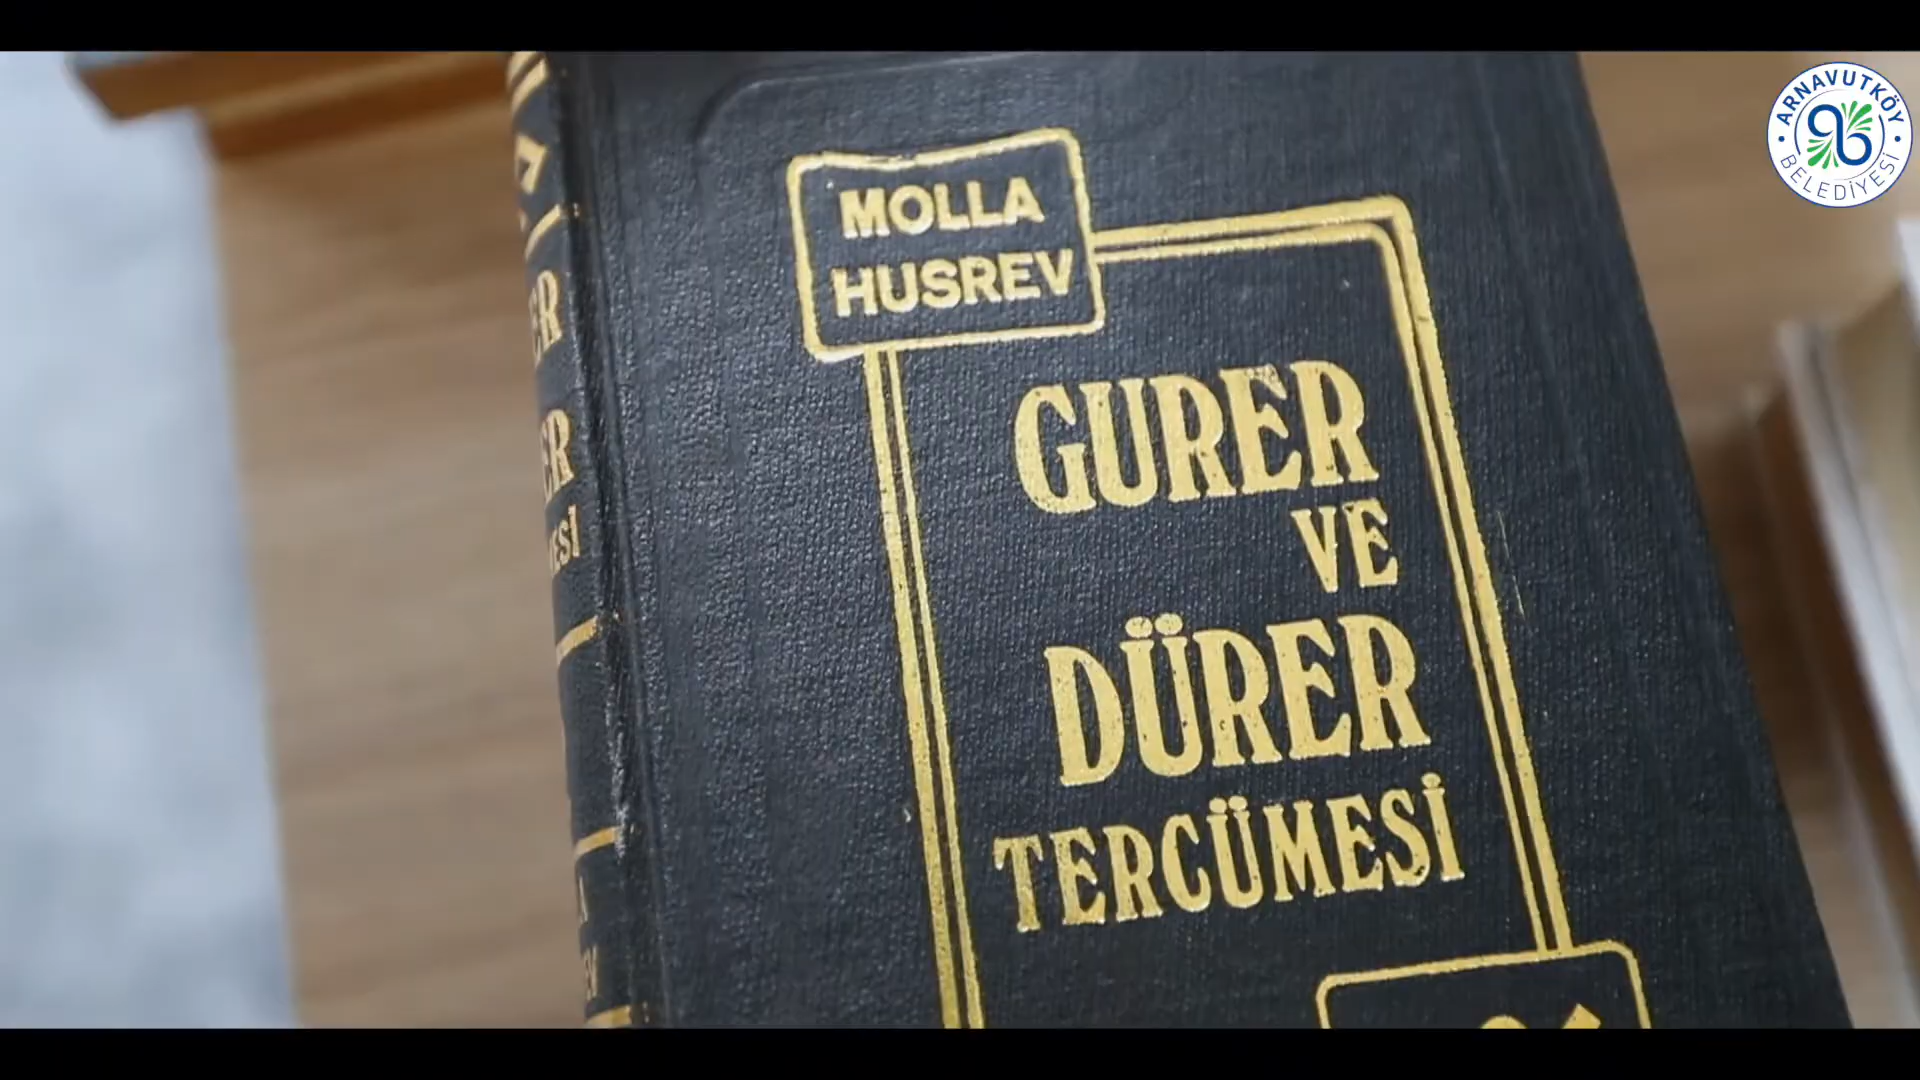 MOLLA
HUSREV
GURER
VE
DÜRER
TERCÜMESİ
ARNAVUTKÖY
BELEDİYESİ